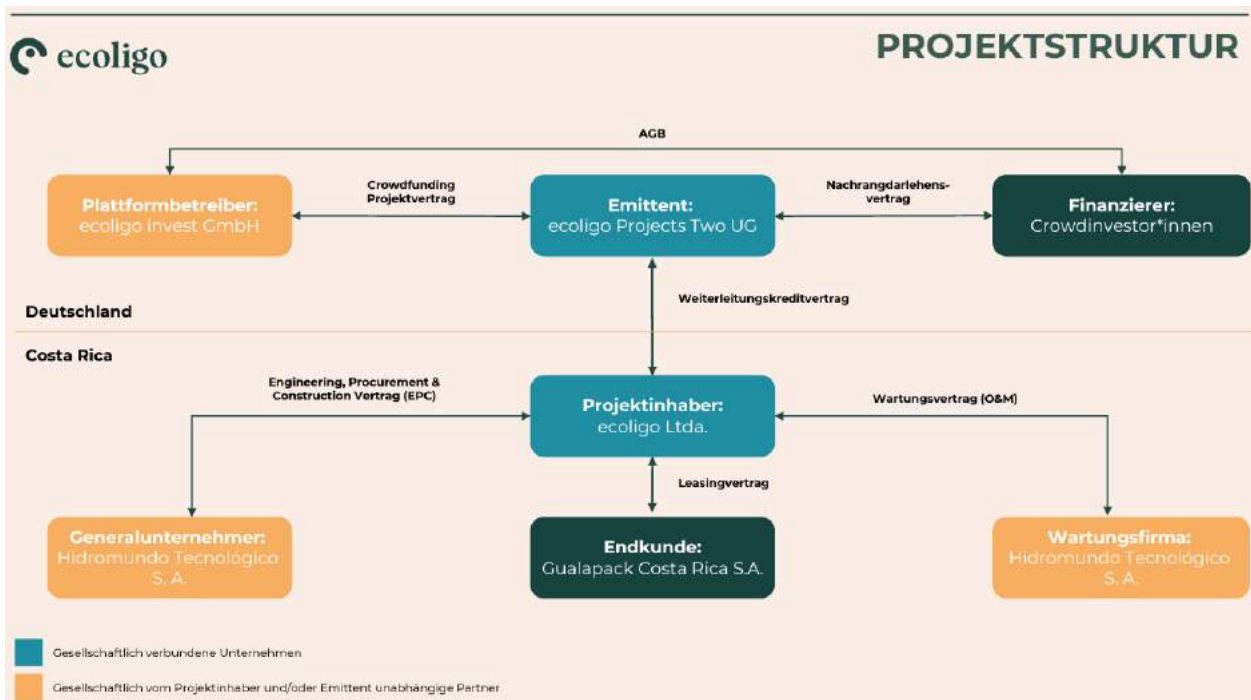 ecoligo
PROJEKTSTRUKTUR
AGB
Plattformbetreiber:
ecoligo invest GmbH
Crowdfunding
Projektvertrag
Emittent:
ecoligo Projects Two UG
Nachrangdarlehens-
vertrag
Finanzierer:
Crowdinvestor*innen
Weiterleitungskreditvertrag
Deutschland
Costa Rica
Engineering, Procurement &
Construction Vertrag (EPC)
Projektinhaber:
ecoligo Ltda.
Wartungsvertrag (O&M)
Leasingvertrag
Generalunternehmer:
Hidromundo Tecnológico
S. A.
Endkunde:
Gualapack Costa Rica S.A.
Wartungsfirma:
Hidromundo Tecnológico
S. A.
Gesellschaftlich verbundene Unternehmen
Gesellschaftlich vom Projektinhaber und/oder Emittent unabhängige Partner